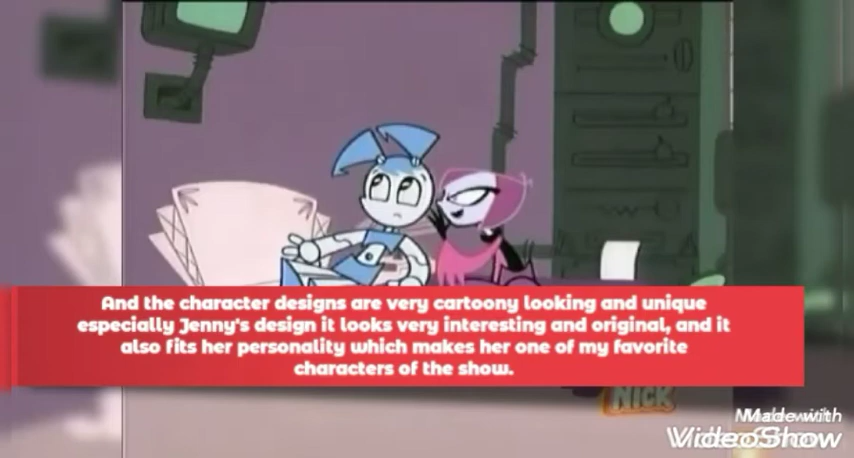 And the character designs are very cartoony looking and unique
especially Jenny's design it looks very interesting and original, and it
also fits her personality which makes her one of my favorite
characters of the show.
NICK
Made with
VideoShow